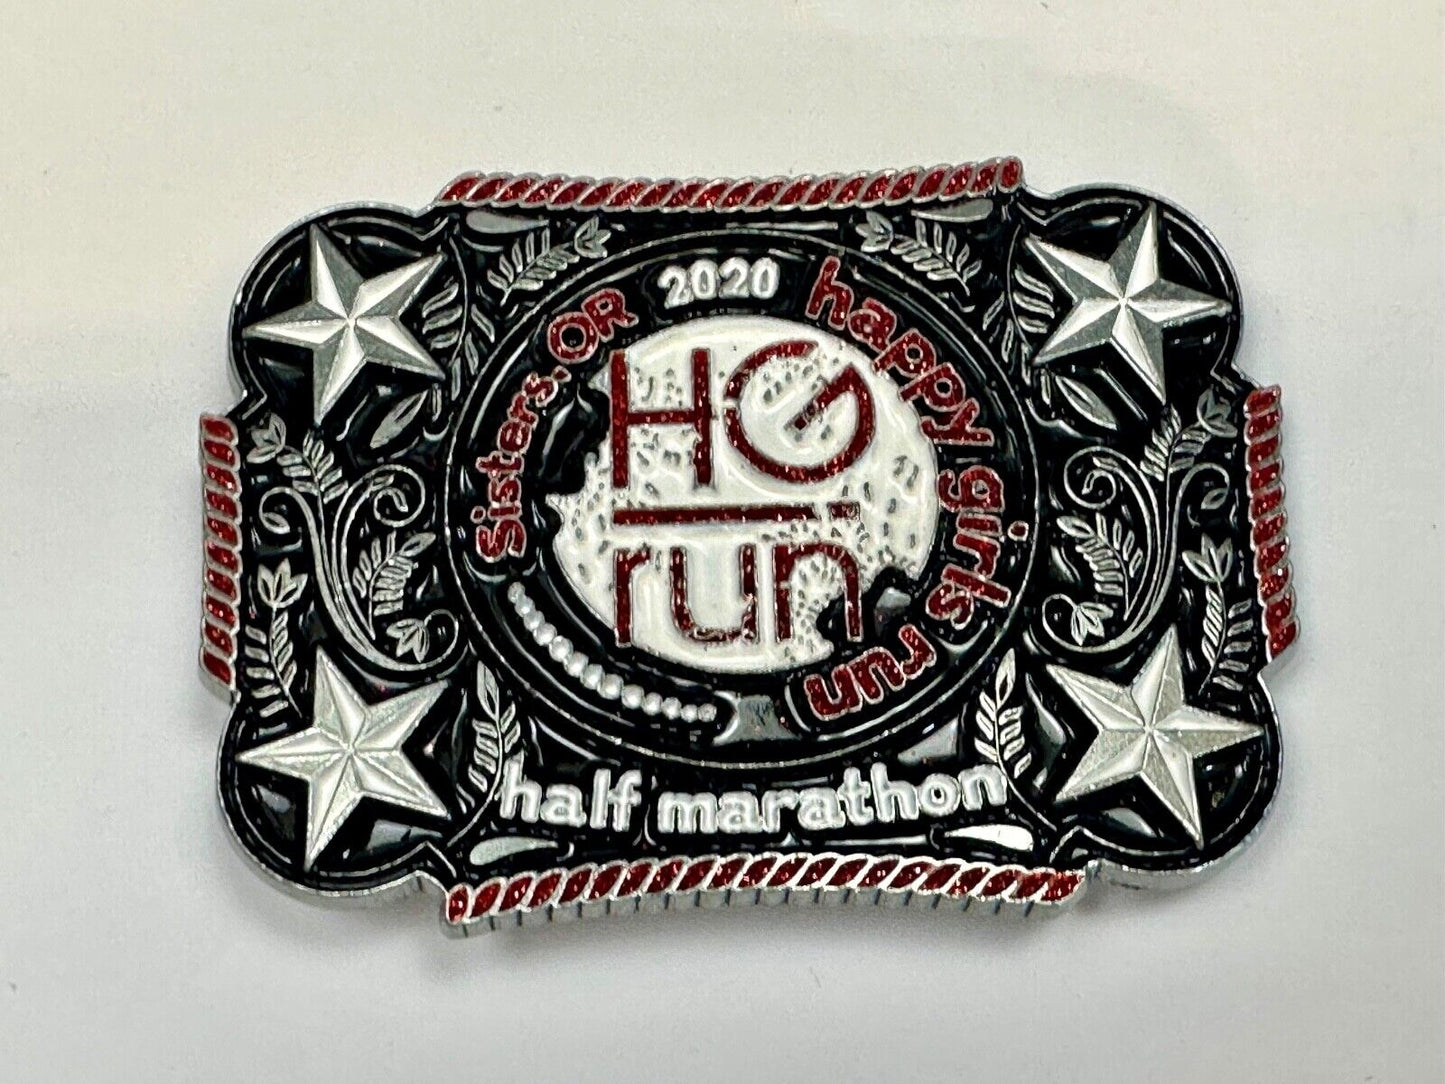 2020
Sisters, OR
happy girls run
HG
run
half marathon